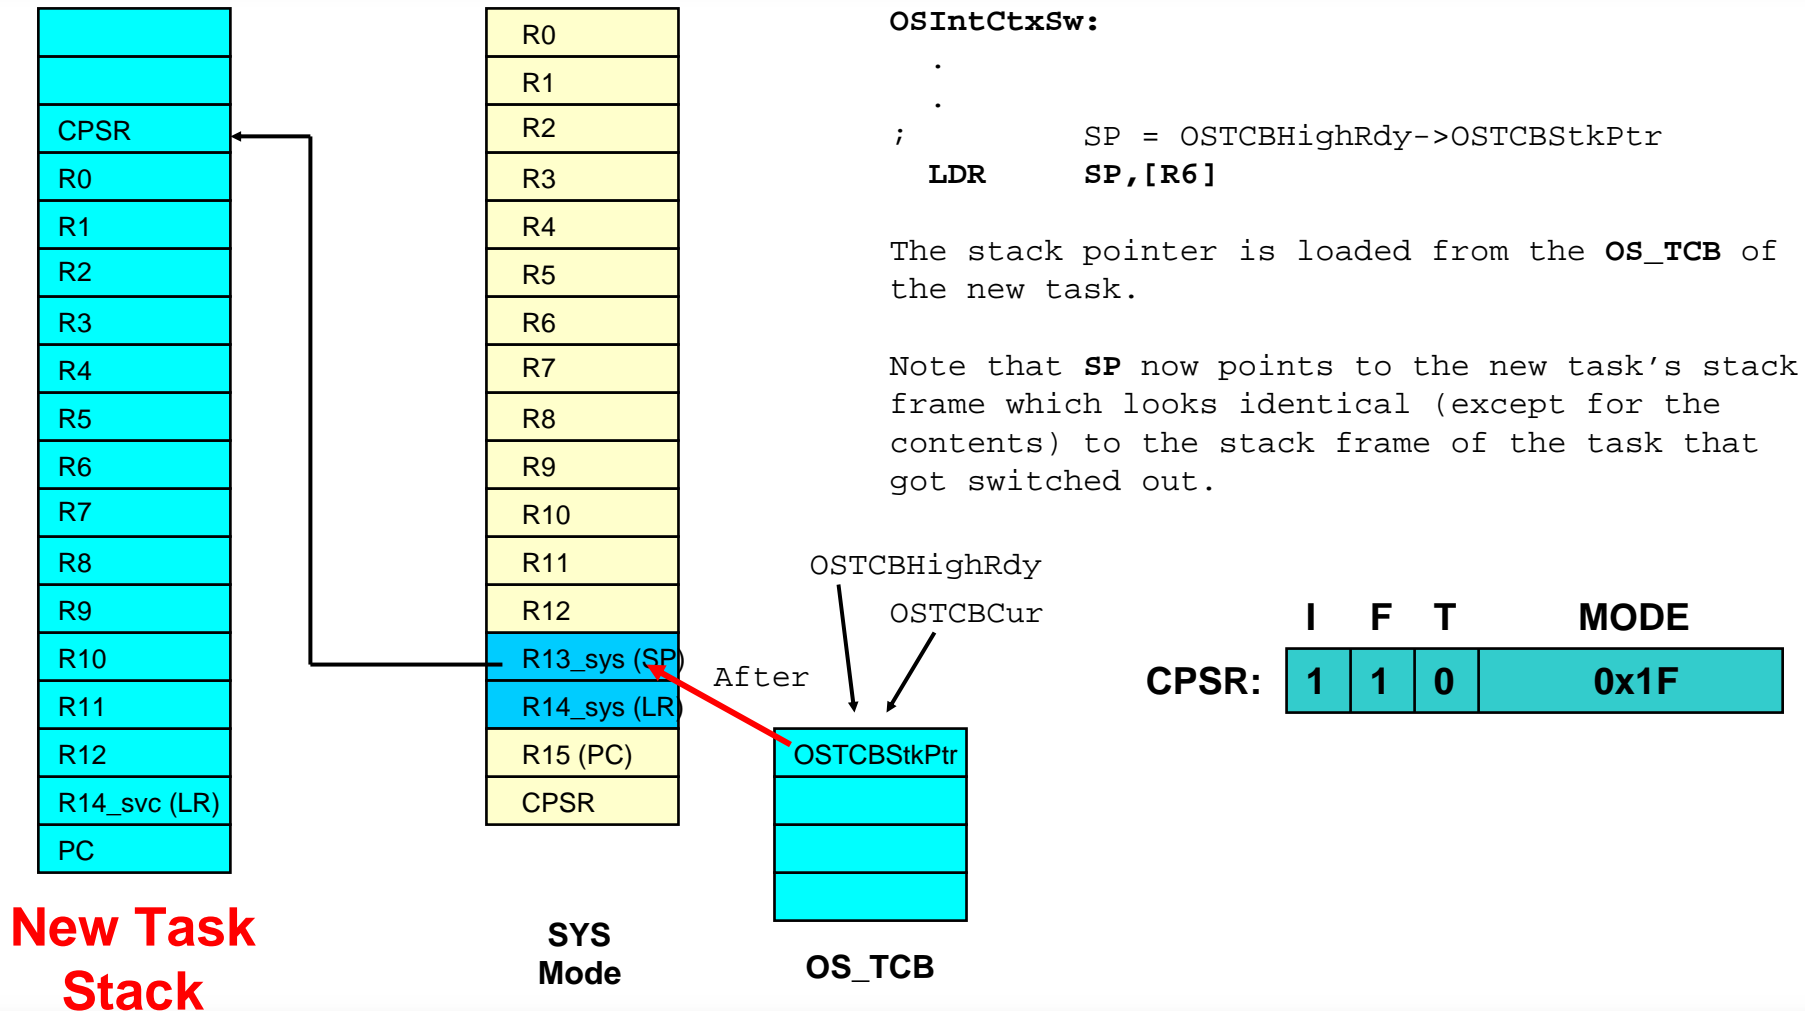 CPSR
R0
R1
R2
R3
R4
R5
R6
R7
R8
R9
R10
R11
R12
R14_svc (LR)
PC
New Task
Stack
R0
R1
R2
R3
R4
R5
R6
R7
R8
R9
R10
R11
R12
R13_sys (SP)
R14_sys (LR)
R15 (PC)
CPSR
SYS
Mode
OSIntCtxSw:
.
.
; SP = OSTCBHighRdy->OSTCBStkPtr
LDR SP,[R6]
The stack pointer is loaded from the OS_TCB of
the new task.
Note that SP now points to the new task's stack
frame which looks identical (except for the
contents) to the stack frame of the task that
got switched out.
OSTCBHighRdy
OSTCBCur
After
OSTCBStkPtr
OS_TCB
I F T MODE
CPSR: 1 1 0 0x1F